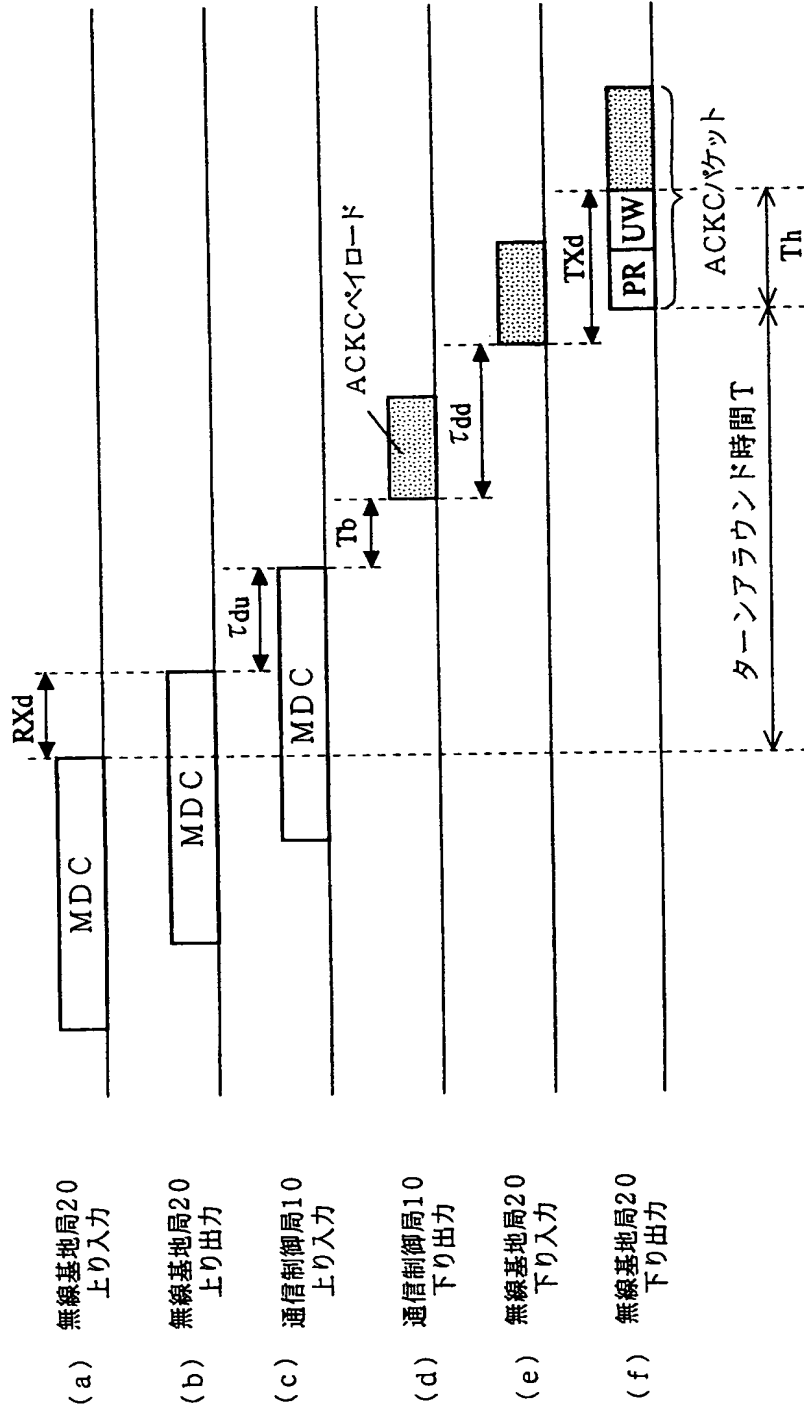 (a) 無線基地局20
上り入力
MDC
RXd
(b) 無線基地局20
上り出力
MDC
τdu
(c) 通信制御局10
上り入力
MDC
Tb
(d) 通信制御局10
下り出力
ACKCペイロード
τdd
(e) 無線基地局20
下り入力
TXd
(f) 無線基地局20
下り出力
PR UW
ACKCパケット
Th
ターンアラウンド時間T